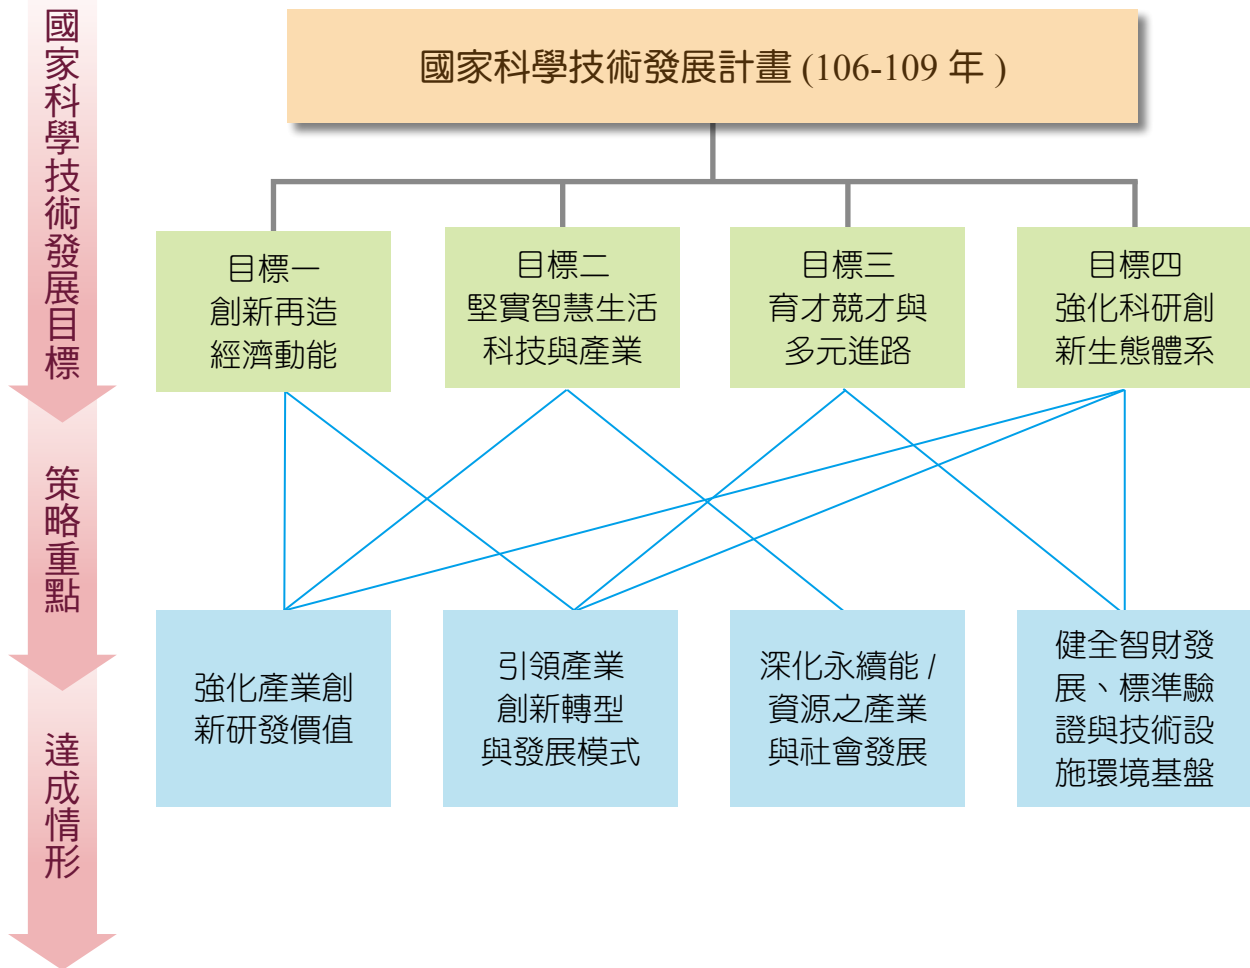 國家科學技術發展目標
策略重點
達成情形
國家科學技術發展計畫 (106-109 年 )
目標一
創新再造
經濟動能
目標二
堅實智慧生活
科技與產業
目標三
育才競才與
多元進路
目標四
強化科研創
新生態體系
強化產業創
新研發價值
引領產業
創新轉型
與發展模式
深化永續能 /
資源之產業
與社會發展
健全智財發
展、標準驗
證與技術設
施環境基盤